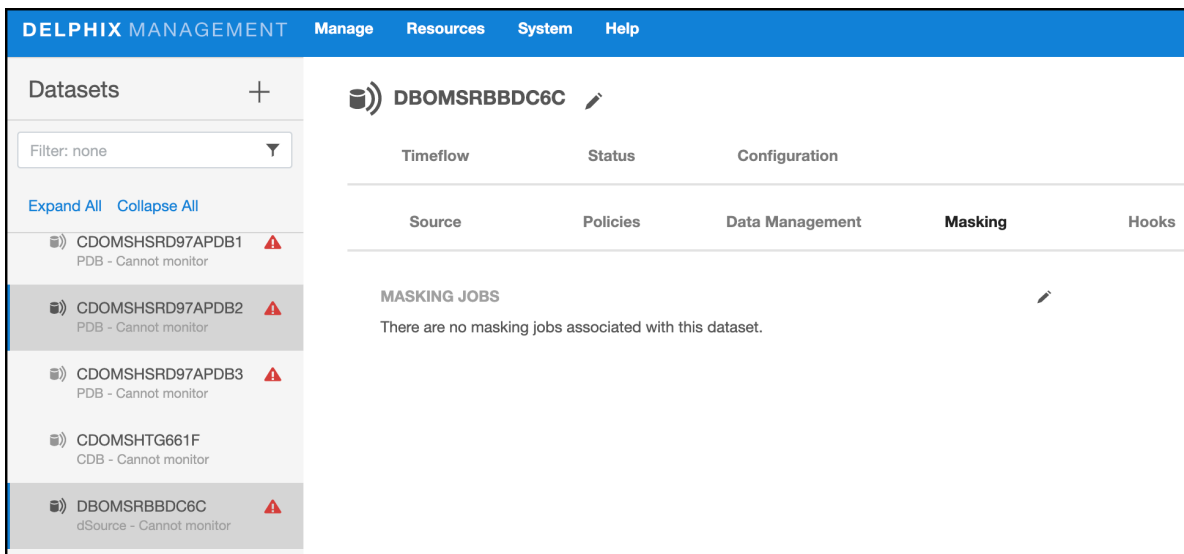 DELPHIX MANAGEMENT Manage Resources System Help
Datasets
Filter: none
Expand All Collapse All
CDOMSHSRD97APDB1
PDB - Cannot monitor
CDOMSHSRD97APDB2
PDB - Cannot monitor
CDOMSHSRD97APDB3
PDB - Cannot monitor
CDOMSHTG661F
CDB - Cannot monitor
DBOMSRBBDC6C
dSource - Cannot monitor
DBOMSRBBDC6C
Timeflow Status Configuration
Source Policies Data Management Masking Hooks
MASKING JOBS
There are no masking jobs associated with this dataset.